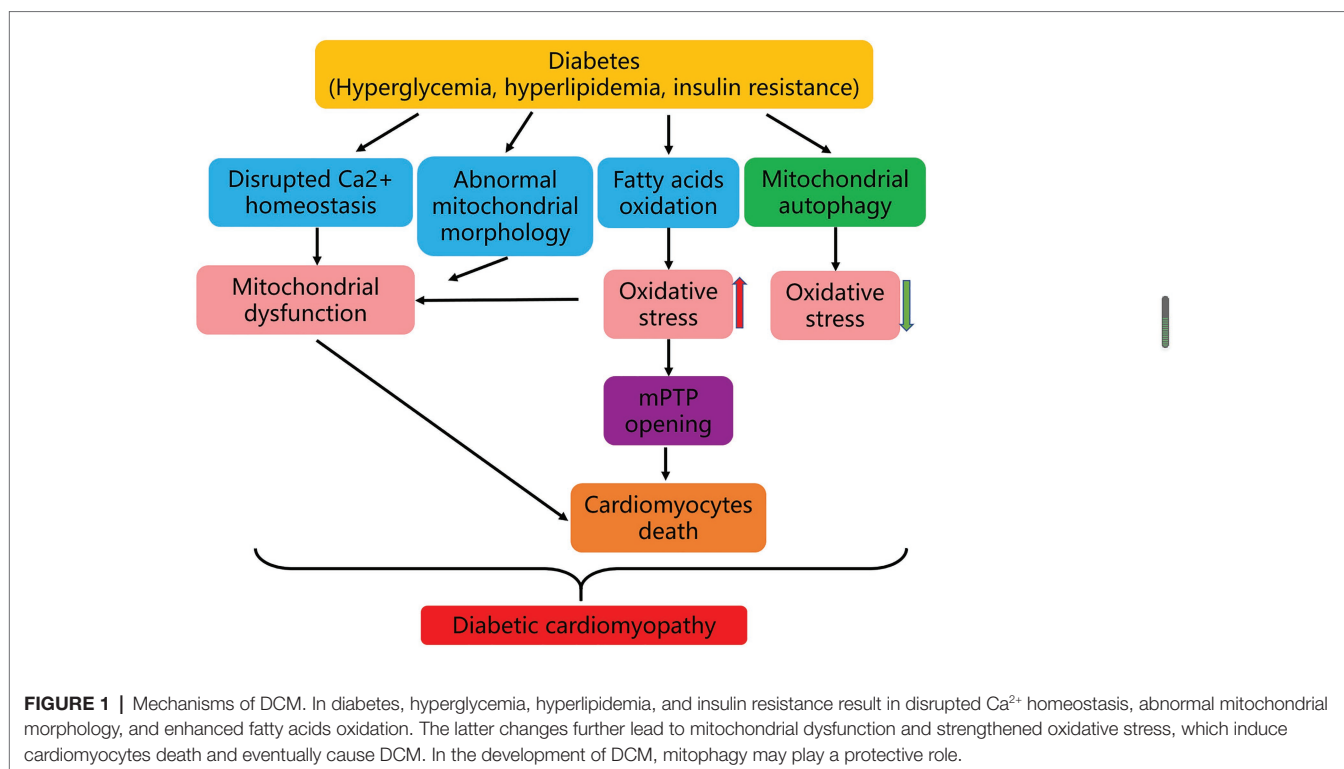 Diabetes
(Hyperglycemia, hyperlipidemia, insulin resistance)
Disrupted Ca2+
homeostasis
Abnormal
mitochondrial
morphology
Fatty acids
oxidation
Mitochondrial
autophagy
Mitochondrial
dysfunction
Oxidative
stress
Oxidative
stress
mPTP
opening
Cardiomyocytes
death
Diabetic cardiomyopathy
FIGURE 1 | Mechanisms of DCM. In diabetes, hyperglycemia, hyperlipidemia, and insulin resistance result in disrupted Ca²⁺ homeostasis, abnormal mitochondrial
morphology, and enhanced fatty acids oxidation. The latter changes further lead to mitochondrial dysfunction and strengthened oxidative stress, which induce
cardiomyocytes death and eventually cause DCM. In the development of DCM, mitophagy may play a protective role.